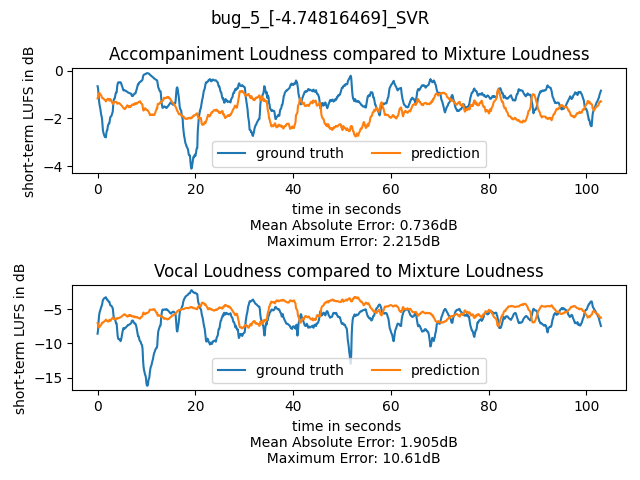 bug_5_[-4.74816469]_SVR
Accompaniment Loudness compared to Mixture Loudness
short-term LUFS in dB
0
−2
−4
ground truth
prediction
0 20 40 60 80 100
time in seconds
Mean Absolute Error: 0.736dB
Maximum Error: 2.215dB
Vocal Loudness compared to Mixture Loudness
short-term LUFS in dB
−5
−10
−15
ground truth
prediction
0 20 40 60 80 100
time in seconds
Mean Absolute Error: 1.905dB
Maximum Error: 10.61dB